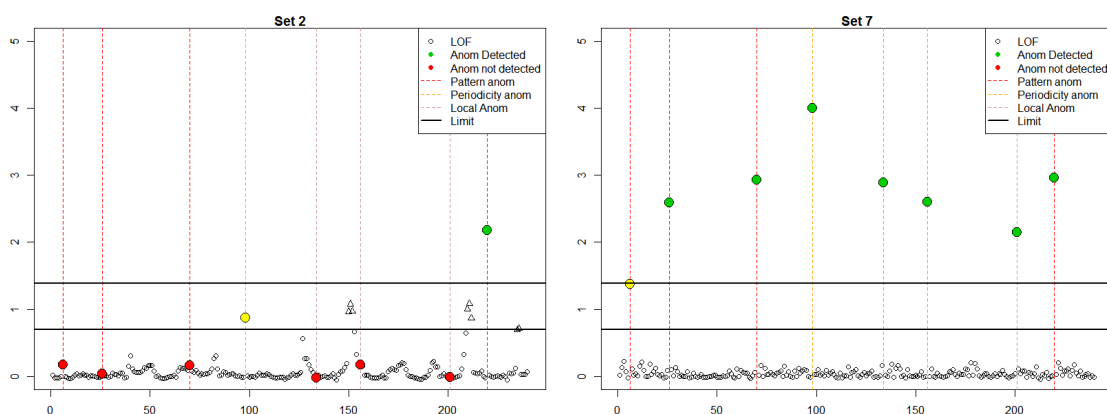 Set 2
5
4
3
2
1
0
0
50
100
150
200
LOF
Anom Detected
Anom not detected
Pattern anom
Periodicity anom
Local Anom
Limit
Set 7
5
4
3
2
1
0
0
50
100
150
200
LOF
Anom Detected
Anom not detected
Pattern anom
Periodicity anom
Local Anom
Limit